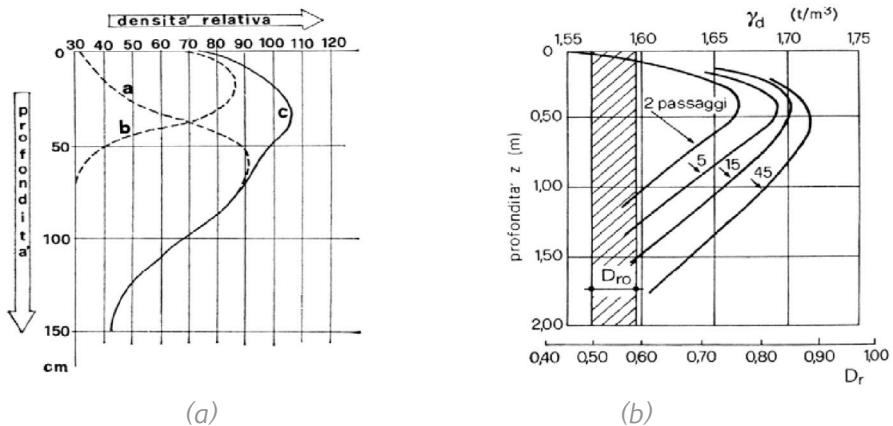 densita' relativa
30 40 50 60 70 80 90 100 110 120
profondita'
0
50
100
150
cm
a
b
c
(a)
γd (t/m³)
1,55 1,60 1,65 1,70 1,75
0
0,50
1,00
1,50
2,00
profondita' z (m)
2 passaggi
5
15
45
Dro
0,40 0,50 0,60 0,70 0,80 0,90 1,00
Dr
(b)